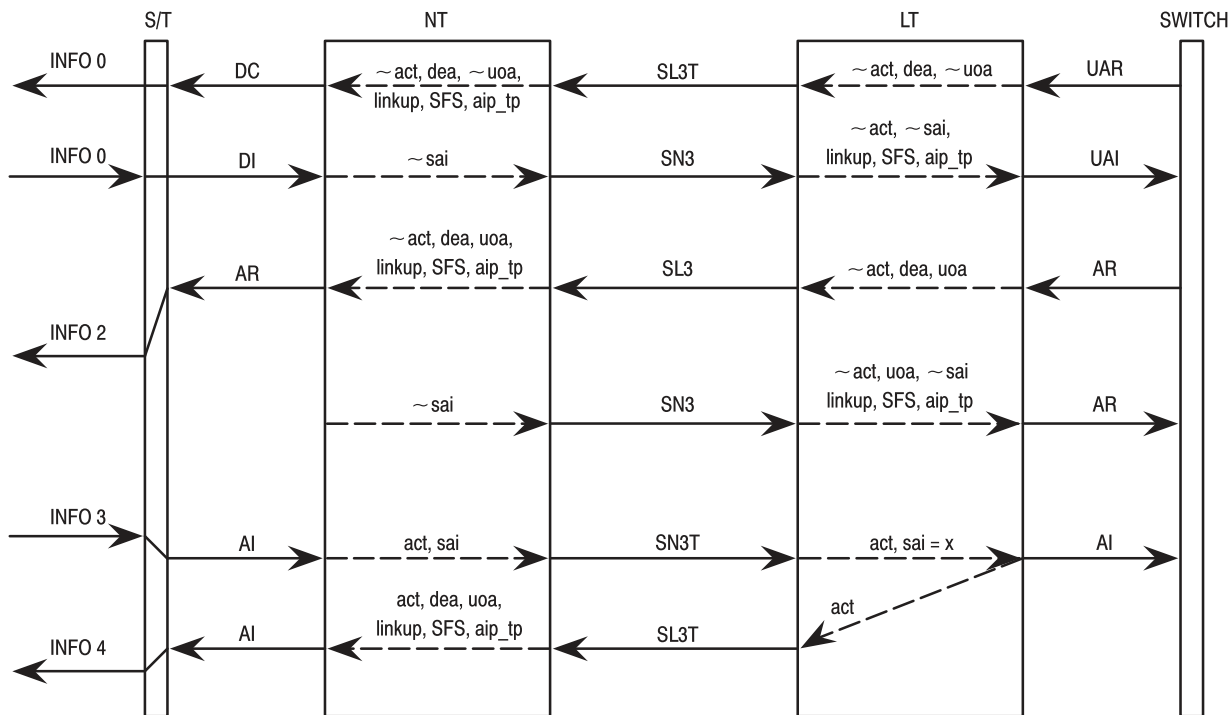 S/T NT LT SWITCH
INFO 0 DC ~act, dea, ~uoa, SL3T ~act, dea, ~uoa UAR
linkup, SFS, aip_tp
~act, ~sai,
INFO 0 DI ~sai SN3 linkup, SFS, aip_tp UAI
~act, dea, uoa,
linkup, SFS, aip_tp
AR SL3 ~act, dea, uoa AR
INFO 2
~act, uoa, ~sai
~sai SN3 linkup, SFS, aip_tp AR
INFO 3
AI act, sai SN3T act, sai = x AI
act, dea, uoa,
act
linkup, SFS, aip_tp
INFO 4 AI SL3T